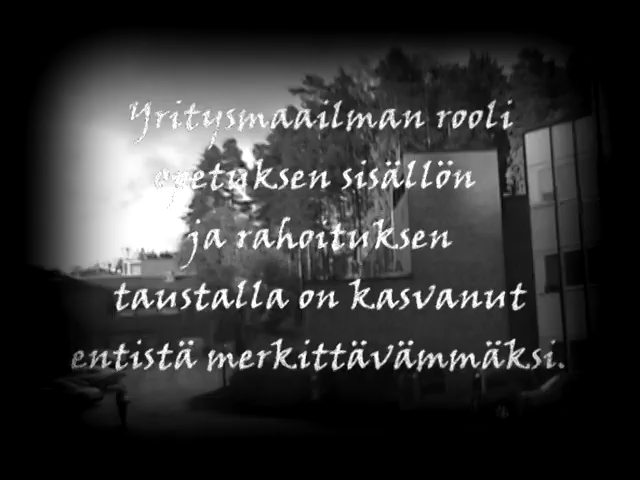 Yritysmaailman rooli
opetuksen sisällön
ja rahoituksen
taustalla on kasvanut
entistä merkittävämmäksi.